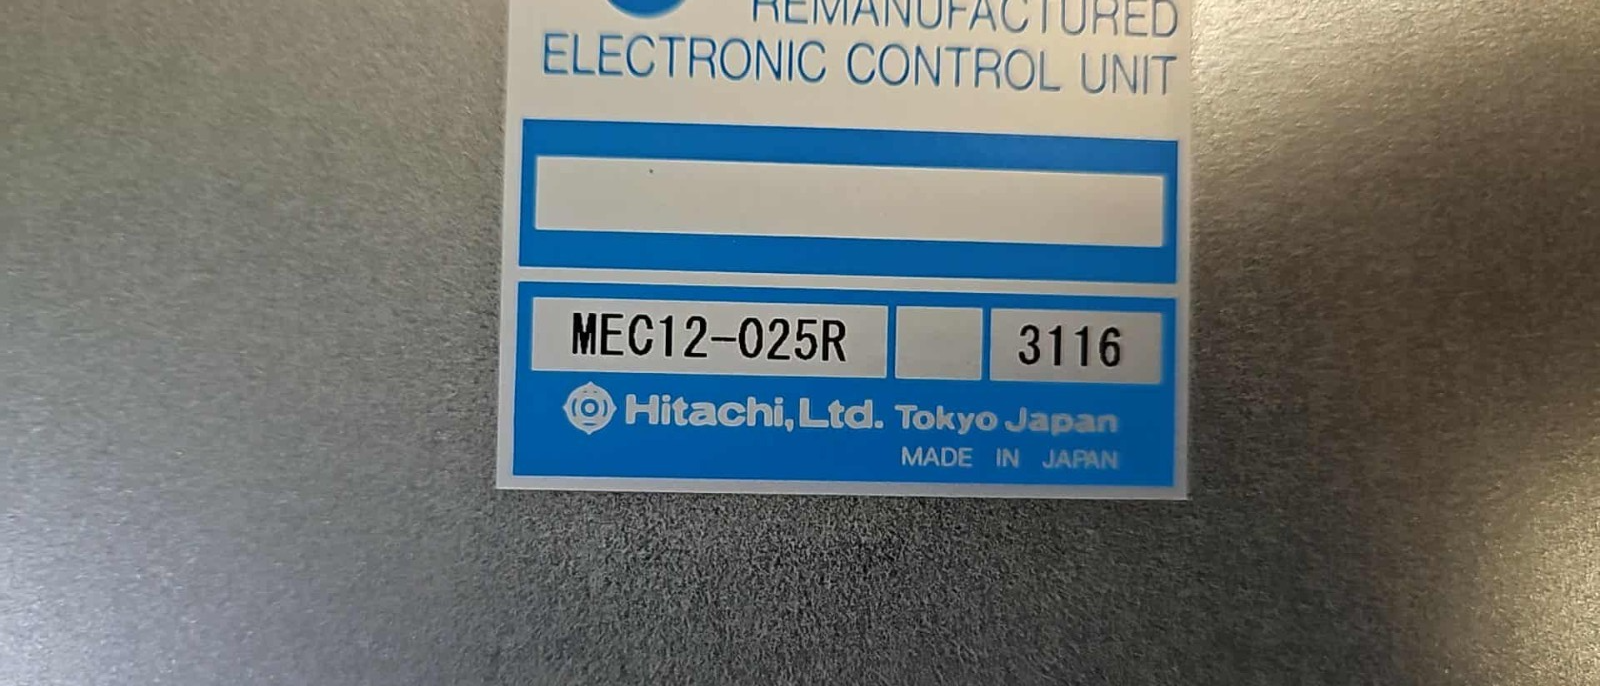 REMANUFACTURED
ELECTRONIC CONTROL UNIT
MEC12-025R 3116
Hitachi, Ltd. Tokyo Japan
MADE IN JAPAN